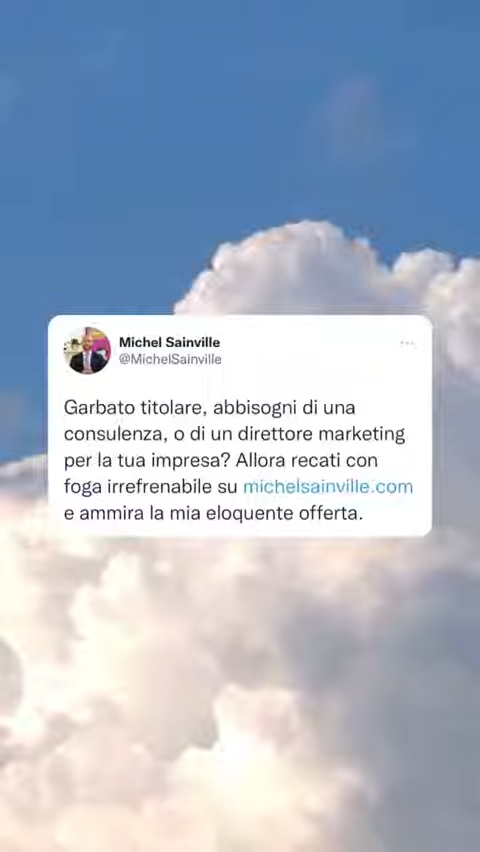 Michel Sainville
@MichelSainville
Garbato titolare, abbisogni di una
consulenza, o di un direttore marketing
per la tua impresa? Allora recati con
foga irrefrenabile su michelsainville.com
e ammira la mia eloquente offerta.